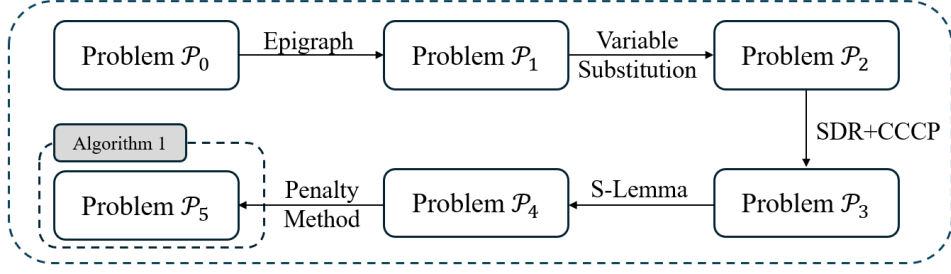 Problem 𝒫₀
Epigraph
Problem 𝒫₁
Variable
Substitution
Problem 𝒫₂
SDR+CCCP
Algorithm 1
Problem 𝒫₅
Penalty
Method
Problem 𝒫₄
S-Lemma
Problem 𝒫₃